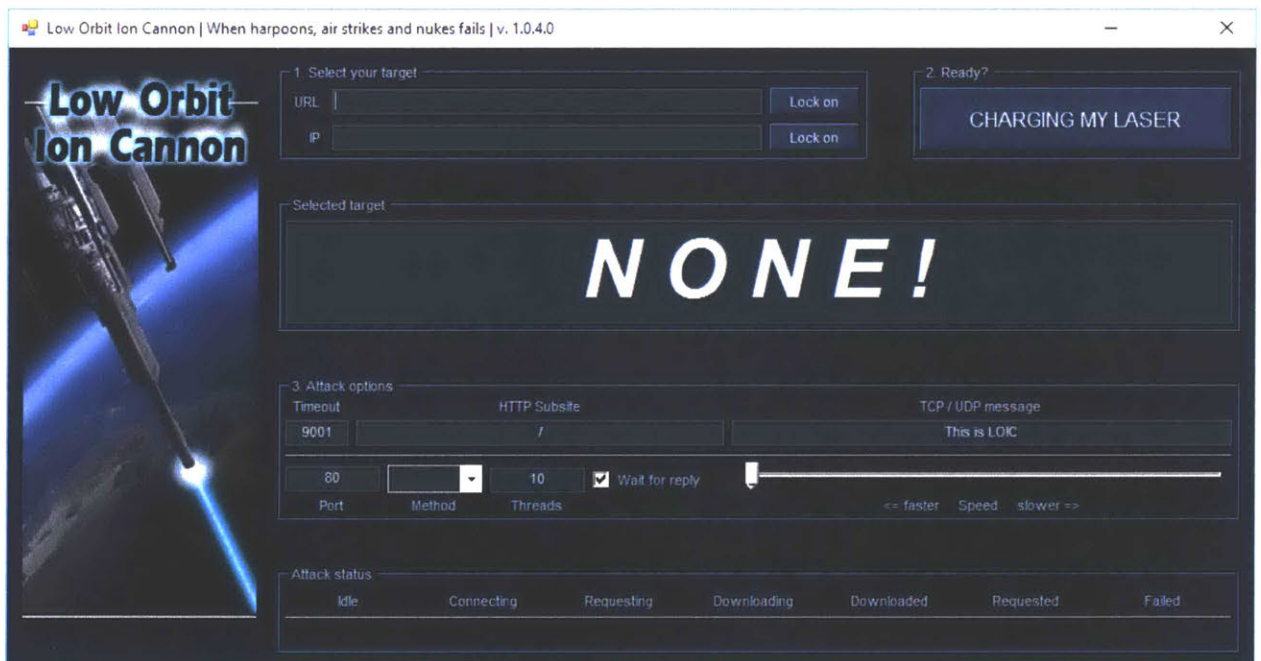 Low Orbit Ion Cannon | When harpoons, air strikes and nukes fails | v. 1.0.4.0
Low Orbit
Ion Cannon
1. Select your target
URL
Lock on
IP
Lock on
2. Ready?
CHARGING MY LASER
Selected target
NONE!
3. Attack options
Timeout HTTP Subsite TCP / UDP message
9001 / This is LOIC
80 10 Wait for reply
Port Method Threads <= faster Speed slower =>
Attack status
Idle Connecting Requesting Downloading Downloaded Requested Failed